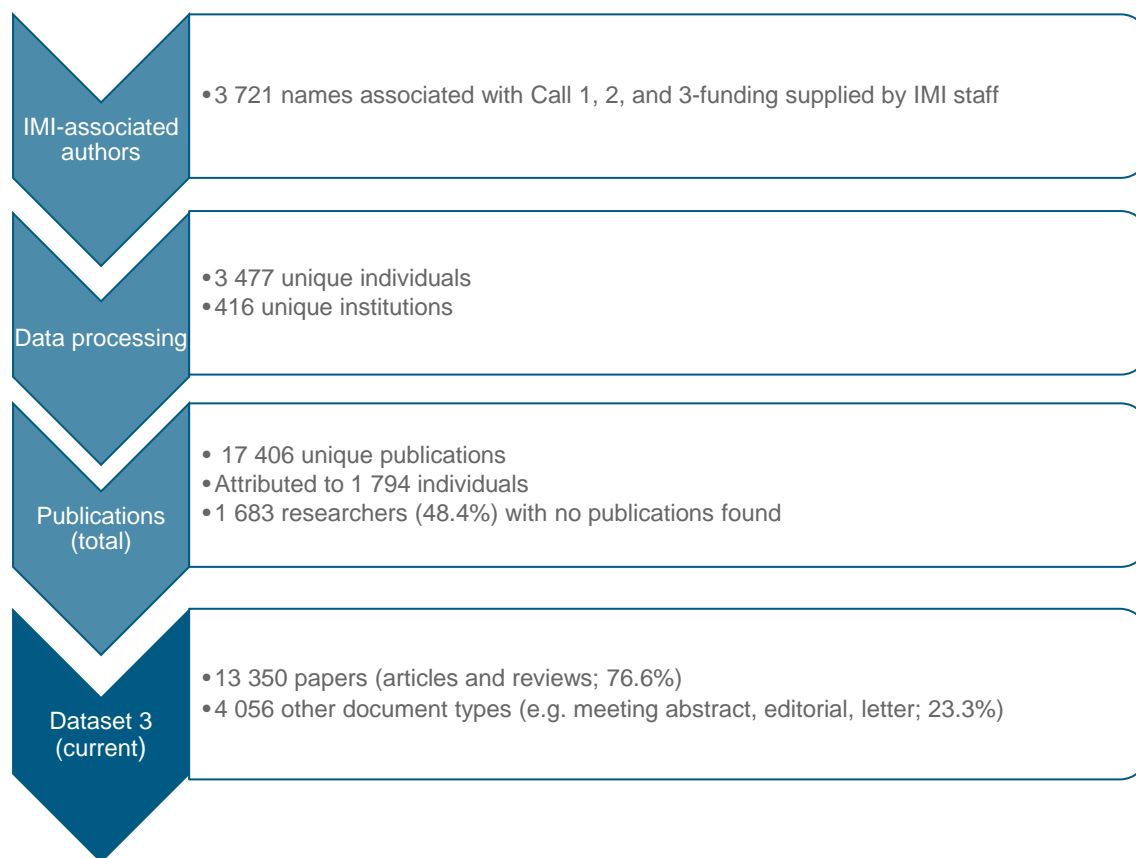 IMI-associated
authors
•3 721 names associated with Call 1, 2, and 3-funding supplied by IMI staff
Data processing
•3 477 unique individuals
•416 unique institutions
Publications
(total)
• 17 406 unique publications
•Attributed to 1 794 individuals
•1 683 researchers (48.4%) with no publications found
Dataset 3
(current)
•13 350 papers (articles and reviews; 76.6%)
•4 056 other document types (e.g. meeting abstract, editorial, letter; 23.3%)